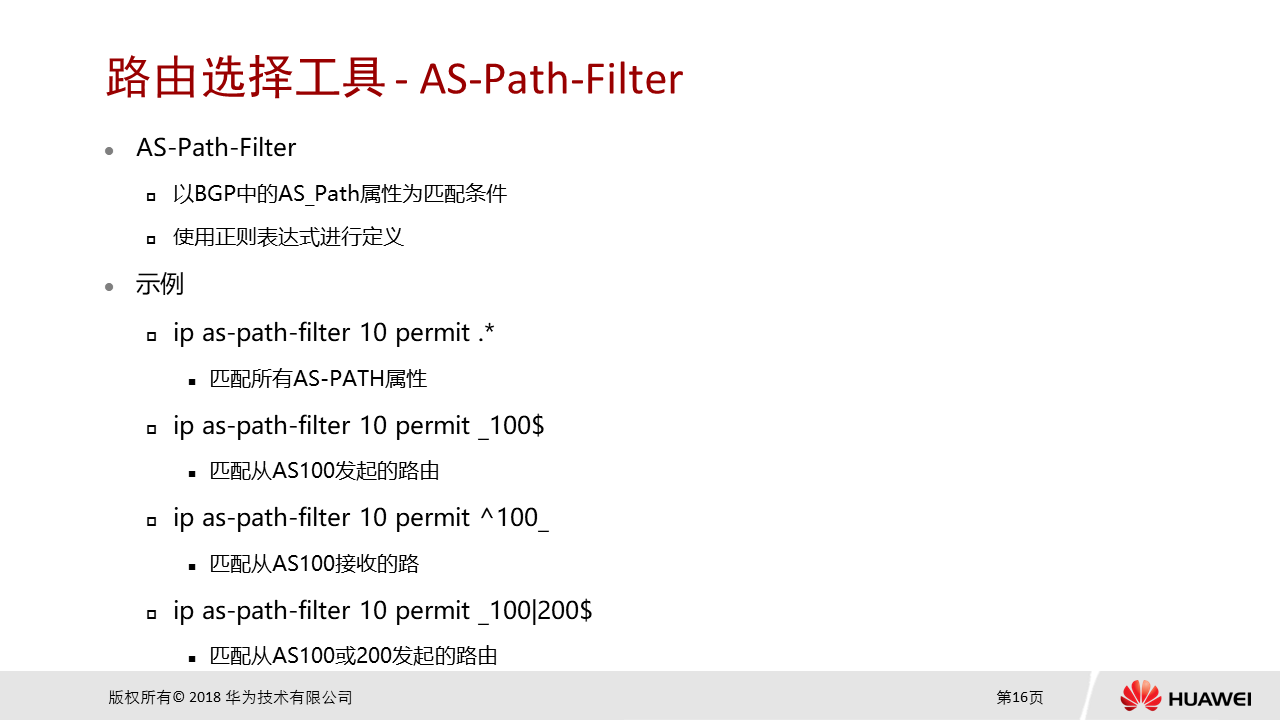 路由选择工具 - AS-Path-Filter
AS-Path-Filter
以BGP中的AS_Path属性为匹配条件
使用正则表达式进行定义
示例
ip as-path-filter 10 permit .*
匹配所有AS-PATH属性
ip as-path-filter 10 permit _100$
匹配从AS100发起的路由
ip as-path-filter 10 permit ^100_
匹配从AS100接收的路
ip as-path-filter 10 permit _100|200$
匹配从AS100或200发起的路由
版权所有© 2018 华为技术有限公司
第16页
HUAWEI